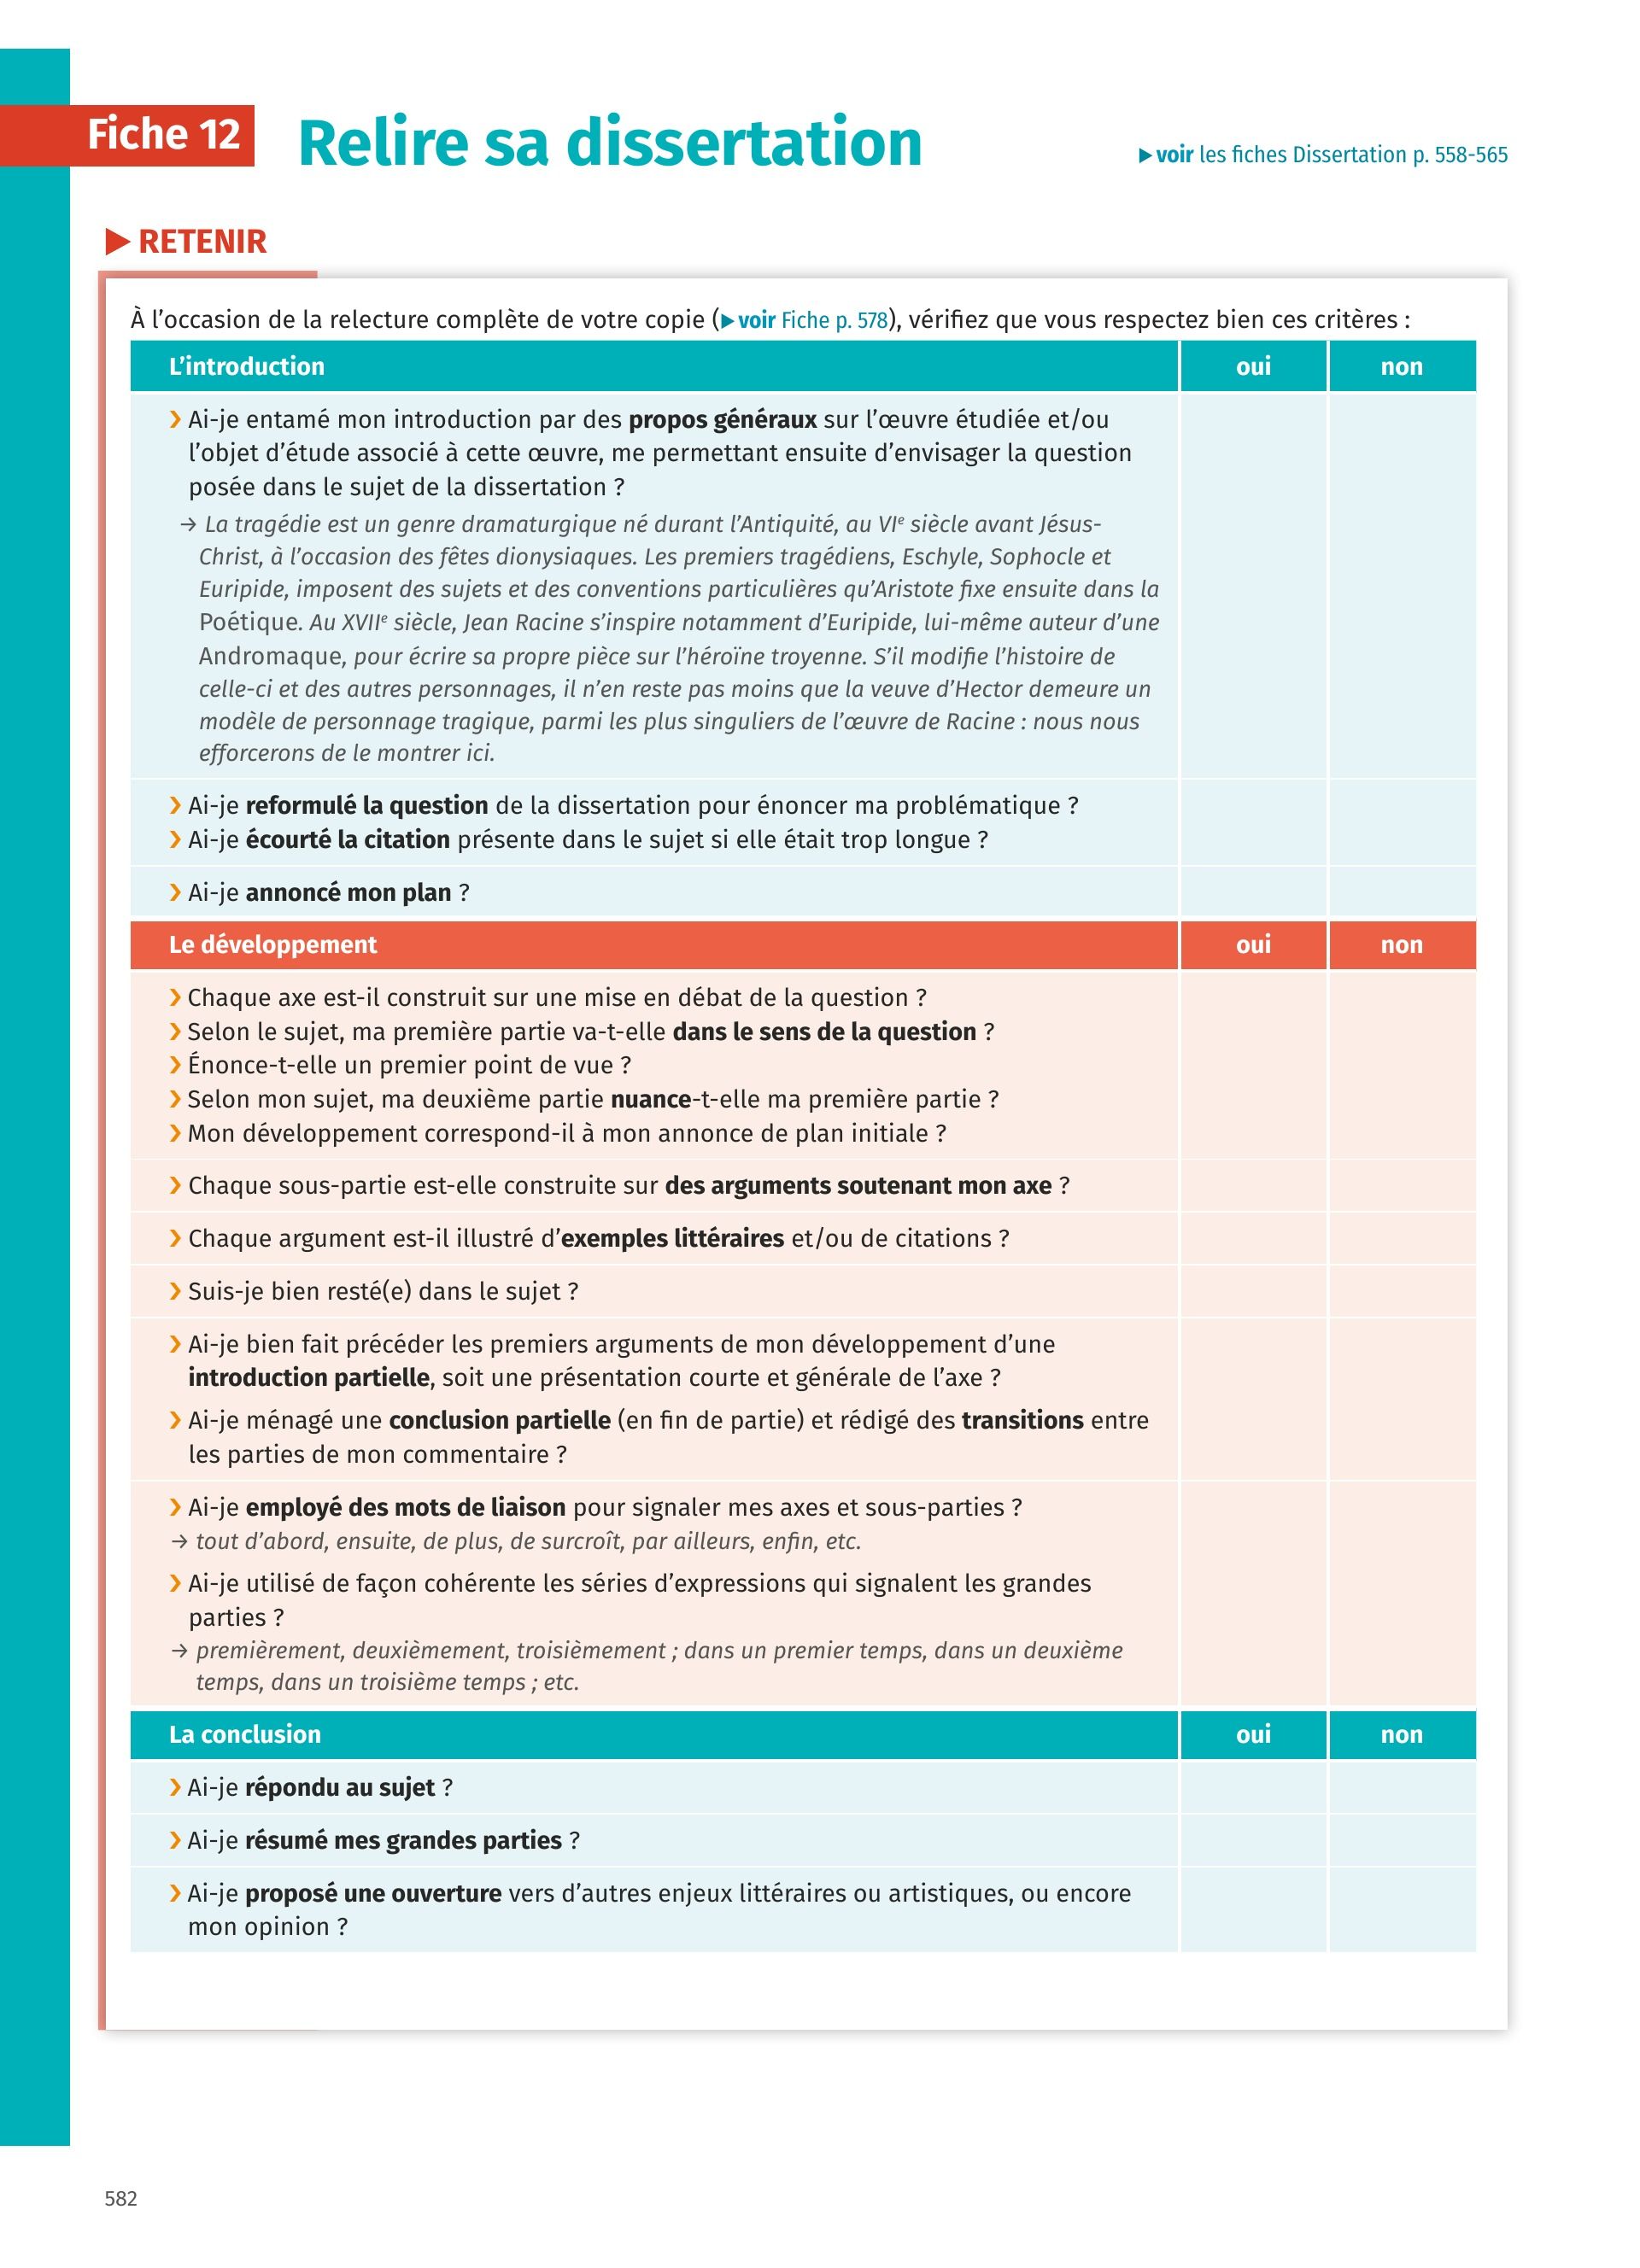 Fiche 12
Relire sa dissertation
▶ voir les fiches Dissertation p. 558-565
▶ RETENIR
À l’occasion de la relecture complète de votre copie (▶ voir Fiche p. 578), vérifiez que vous respectez bien ces critères :
L’introduction oui non
❯ Ai-je entamé mon introduction par des propos généraux sur l’œuvre étudiée et/ou
l’objet d’étude associé à cette œuvre, me permettant ensuite d’envisager la question
posée dans le sujet de la dissertation ?
→ La tragédie est un genre dramaturgique né durant l’Antiquité, au VIe siècle avant Jésus-
Christ, à l’occasion des fêtes dionysiaques. Les premiers tragédiens, Eschyle, Sophocle et
Euripide, imposent des sujets et des conventions particulières qu’Aristote fixe ensuite dans la
Poétique. Au XVIIe siècle, Jean Racine s’inspire notamment d’Euripide, lui-même auteur d’une
Andromaque, pour écrire sa propre pièce sur l’héroïne troyenne. S’il modifie l’histoire de
celle-ci et des autres personnages, il n’en reste pas moins que la veuve d’Hector demeure un
modèle de personnage tragique, parmi les plus singuliers de l’œuvre de Racine : nous nous
efforcerons de le montrer ici.
❯ Ai-je reformulé la question de la dissertation pour énoncer ma problématique ?
❯ Ai-je écourté la citation présente dans le sujet si elle était trop longue ?
❯ Ai-je annoncé mon plan ?
Le développement oui non
❯ Chaque axe est-il construit sur une mise en débat de la question ?
❯ Selon le sujet, ma première partie va-t-elle dans le sens de la question ?
❯ Énonce-t-elle un premier point de vue ?
❯ Selon mon sujet, ma deuxième partie nuance-t-elle ma première partie ?
❯ Mon développement correspond-il à mon annonce de plan initiale ?
❯ Chaque sous-partie est-elle construite sur des arguments soutenant mon axe ?
❯ Chaque argument est-il illustré d’exemples littéraires et/ou de citations ?
❯ Suis-je bien resté(e) dans le sujet ?
❯ Ai-je bien fait précéder les premiers arguments de mon développement d’une
introduction partielle, soit une présentation courte et générale de l’axe ?
❯ Ai-je ménagé une conclusion partielle (en fin de partie) et rédigé des transitions entre
les parties de mon commentaire ?
❯ Ai-je employé des mots de liaison pour signaler mes axes et sous-parties ?
→ tout d’abord, ensuite, de plus, de surcroît, par ailleurs, enfin, etc.
❯ Ai-je utilisé de façon cohérente les séries d’expressions qui signalent les grandes
parties ?
→ premièrement, deuxièmement, troisièmement ; dans un premier temps, dans un deuxième
temps, dans un troisième temps ; etc.
La conclusion oui non
❯ Ai-je répondu au sujet ?
❯ Ai-je résumé mes grandes parties ?
❯ Ai-je proposé une ouverture vers d’autres enjeux littéraires ou artistiques, ou encore
mon opinion ?
582